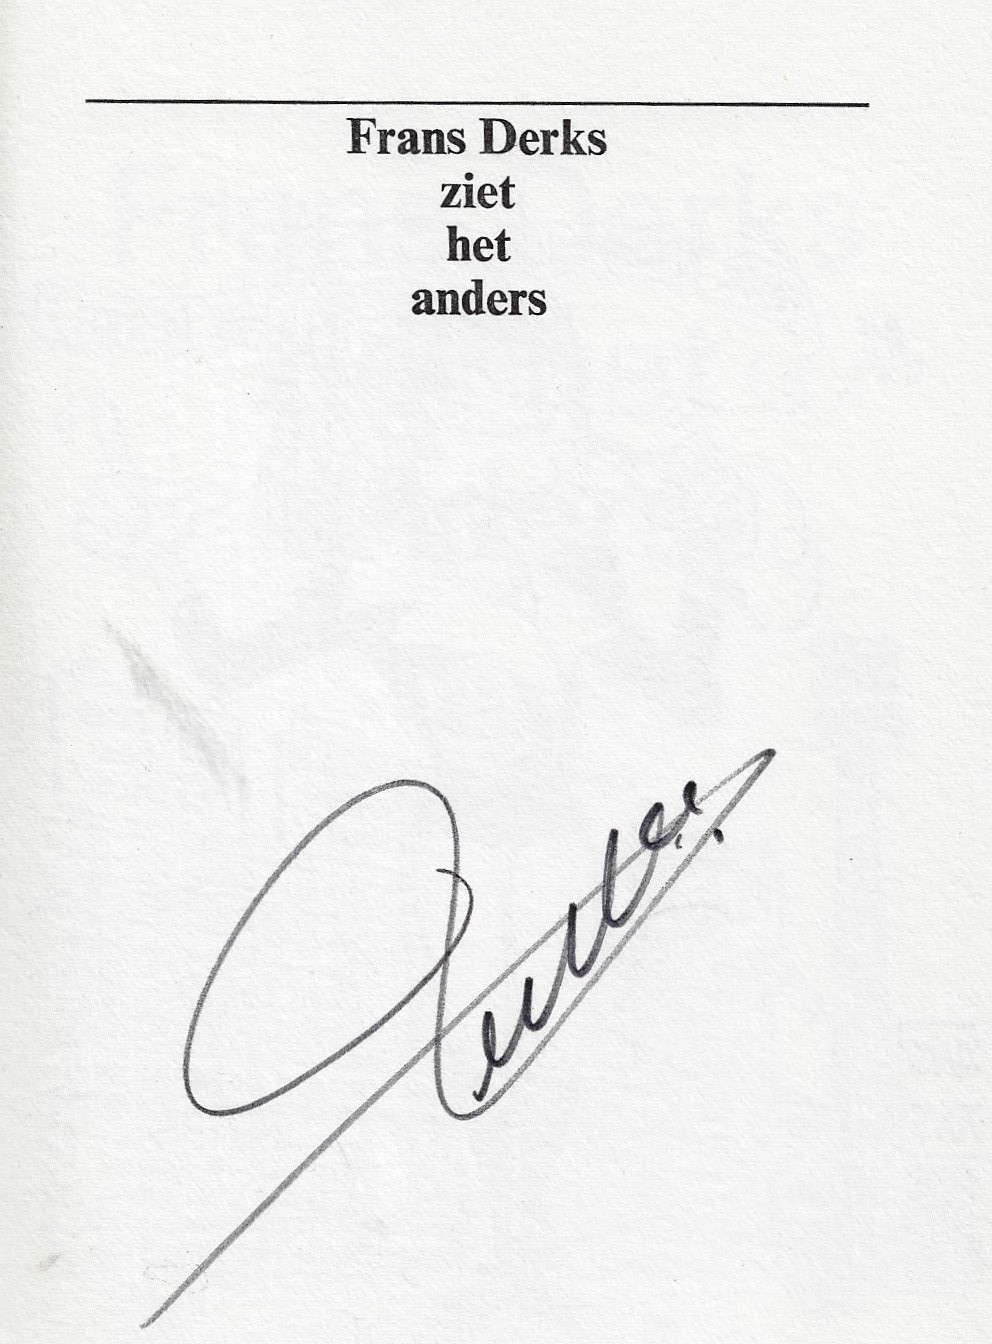 Frans Derks
ziet
het
anders